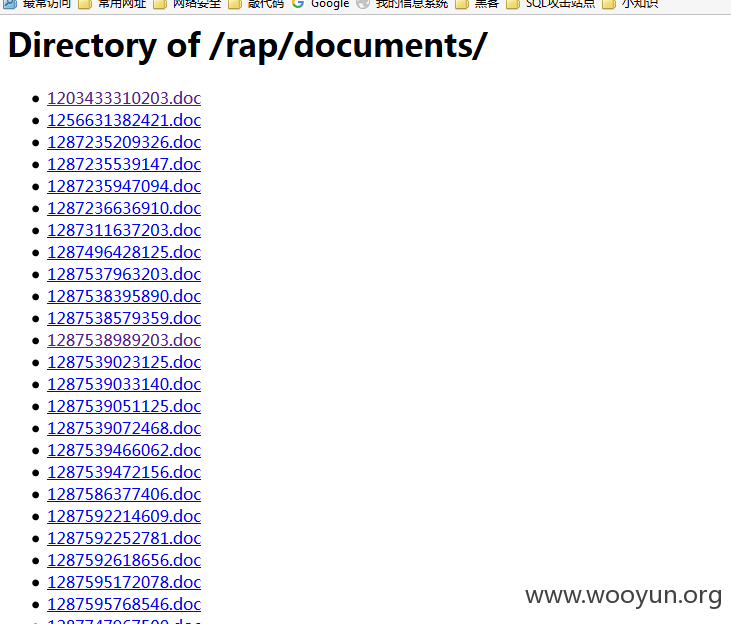 最常访问 常用网址 网络安全 敲代码 Google 我的信息系统 黑客 SQL攻击站点 小知识
Directory of /rap/documents/
1203433310203.doc
1256631382421.doc
1287235209326.doc
1287235539147.doc
1287235947094.doc
1287236636910.doc
1287311637203.doc
1287496428125.doc
1287537963203.doc
1287538395890.doc
1287538579359.doc
1287538989203.doc
1287539023125.doc
1287539033140.doc
1287539051125.doc
1287539072468.doc
1287539466062.doc
1287539472156.doc
1287586377406.doc
1287592214609.doc
1287592252781.doc
1287592618656.doc
1287595172078.doc
1287595768546.doc
www.wooyun.org